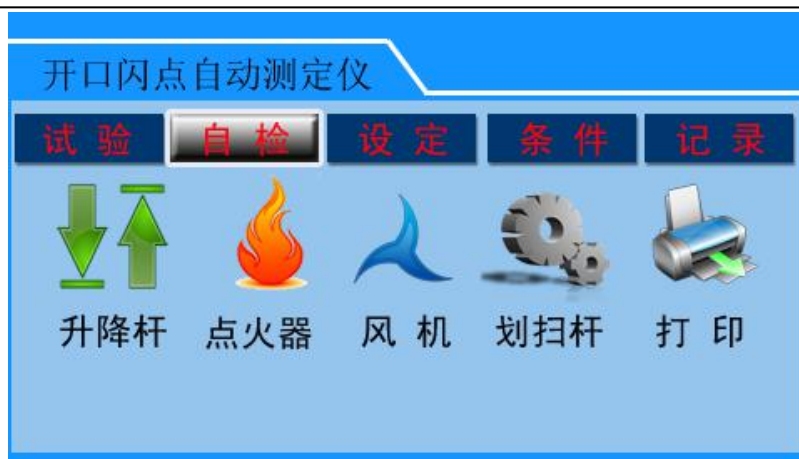 开口闪点自动测定仪
试 验 自 检 设 定 条 件 记 录
升降杆 点火器 风 机 划扫杆 打 印